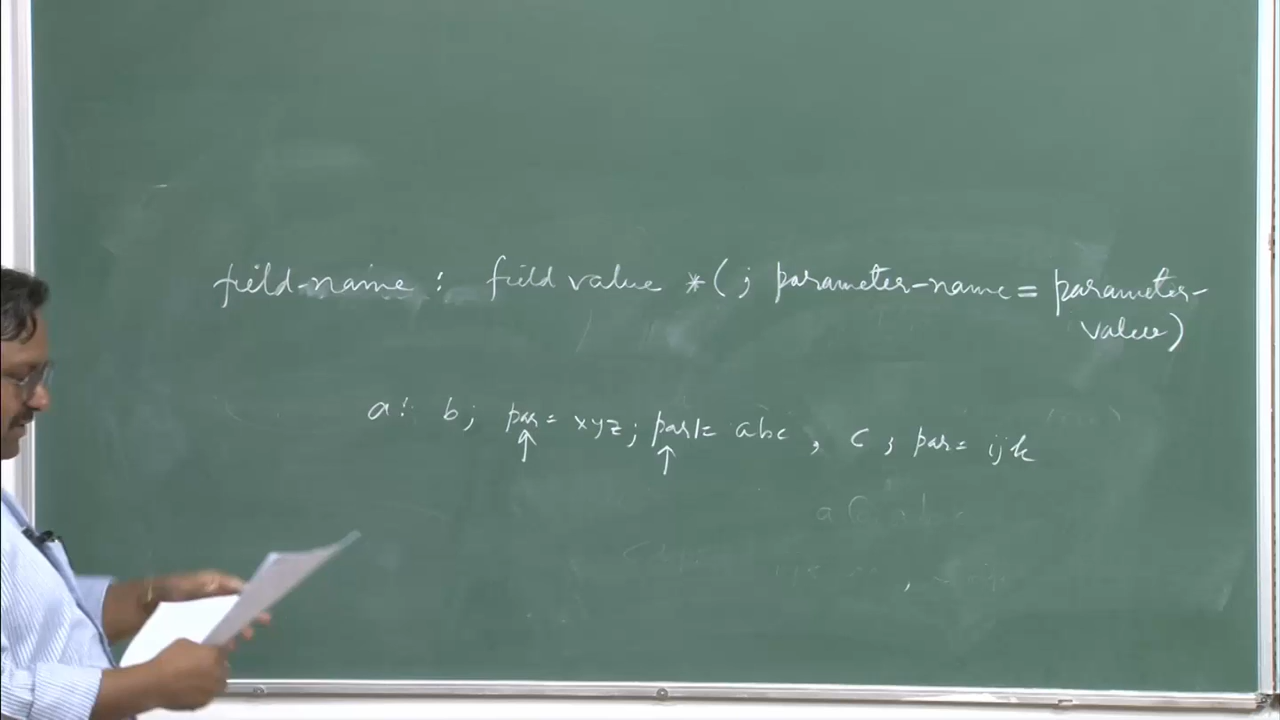 field-name : field value *(; parameter-name = parameter-
value)
a: b; par= xyz; par1= abc , c ; par= ijk